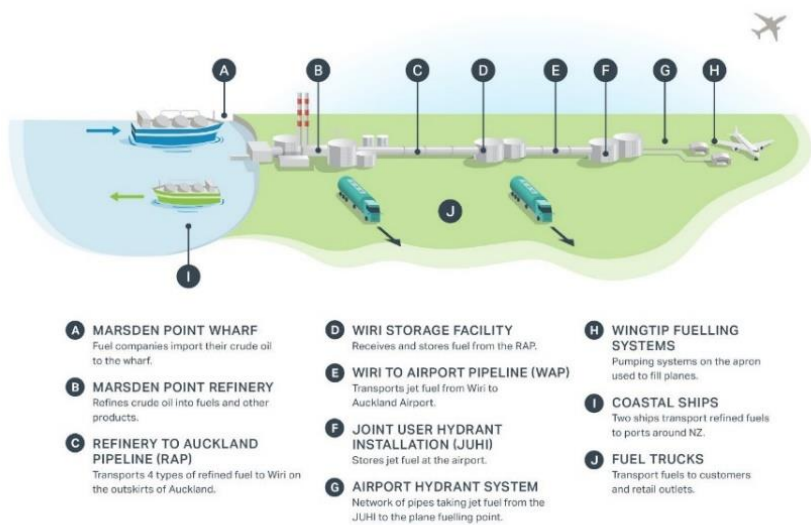 A B C D E F G H
J
I
A MARSDEN POINT WHARF
Fuel companies import their crude oil
to the wharf.
B MARSDEN POINT REFINERY
Refines crude oil into fuels and other
products.
C REFINERY TO AUCKLAND
PIPELINE (RAP)
Transports 4 types of refined fuel to Wiri on
the outskirts of Auckland.
D WIRI STORAGE FACILITY
Receives and stores fuel from the RAP.
E WIRI TO AIRPORT PIPELINE (WAP)
Transports jet fuel from Wiri to
Auckland Airport.
F JOINT USER HYDRANT
INSTALLATION (JUHI)
Stores jet fuel at the airport.
G AIRPORT HYDRANT SYSTEM
Network of pipes taking jet fuel from the
JUHI to the plane fuelling point.
H WINGTIP FUELLING
SYSTEMS
Pumping systems on the apron
used to fill planes.
I COASTAL SHIPS
Two ships transport refined fuels
to ports around NZ.
J FUEL TRUCKS
Transport fuels to customers
and retail outlets.